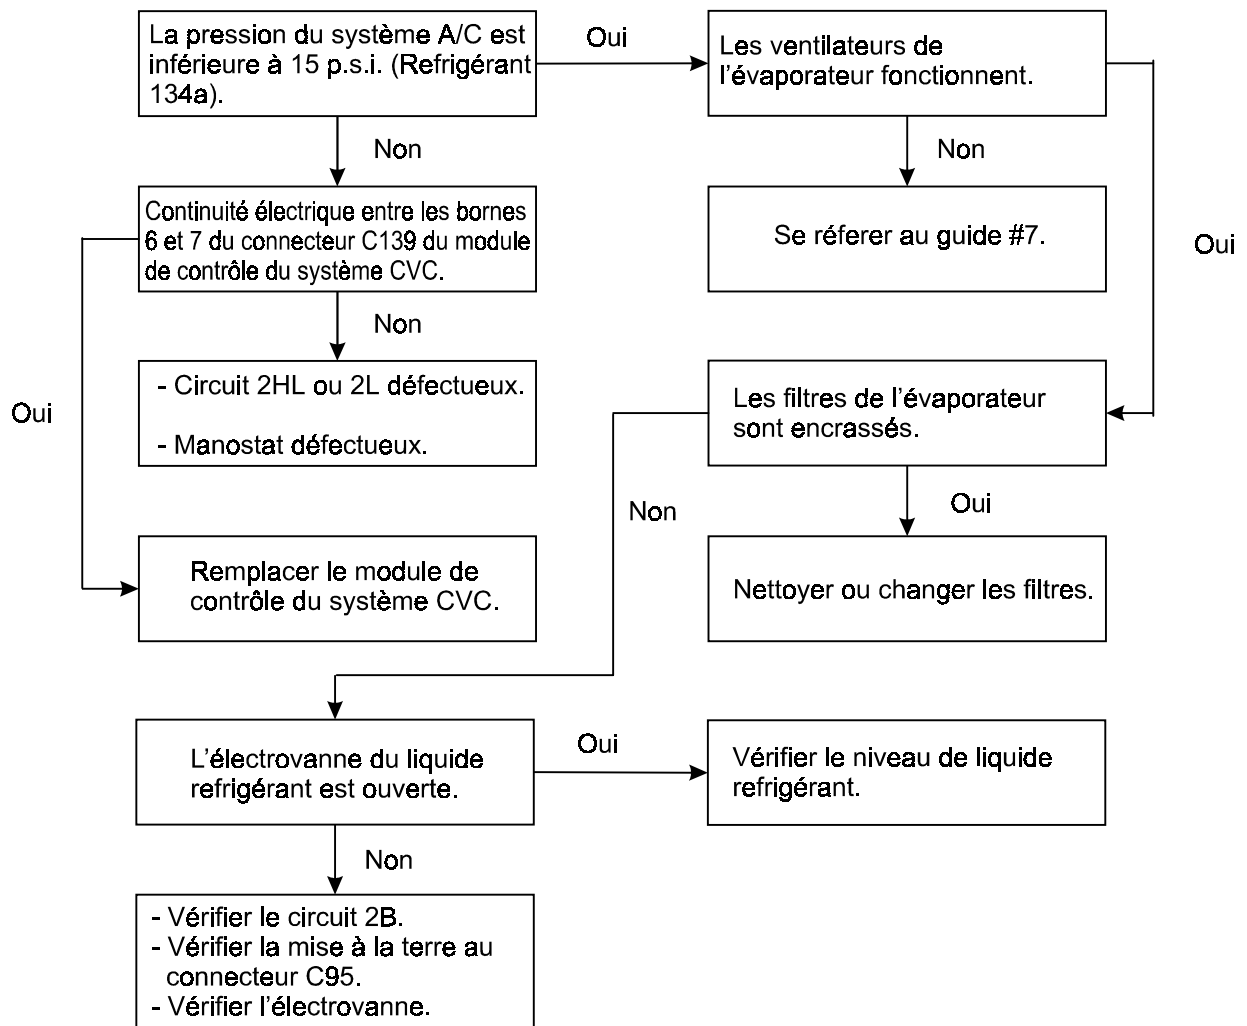 La pression du système A/C est
inférieure à 15 p.s.i. (Refrigérant
134a).
Oui
Les ventilateurs de
l'évaporateur fonctionnent.
Non
Non
Oui
Continuité électrique entre les bornes
6 et 7 du connecteur C139 du module
de contrôle du système CVC.
Se réferer au guide #7.
Non
Oui
- Circuit 2HL ou 2L défectueux.
- Manostat défectueux.
Les filtres de l'évaporateur
sont encrassés.
Non
Oui
Remplacer le module de
contrôle du système CVC.
Nettoyer ou changer les filtres.
L'électrovanne du liquide
refrigérant est ouverte.
Oui
Vérifier le niveau de liquide
refrigérant.
Non
- Vérifier le circuit 2B.
- Vérifier la mise à la terre au
connecteur C95.
- Vérifier l'électrovanne.